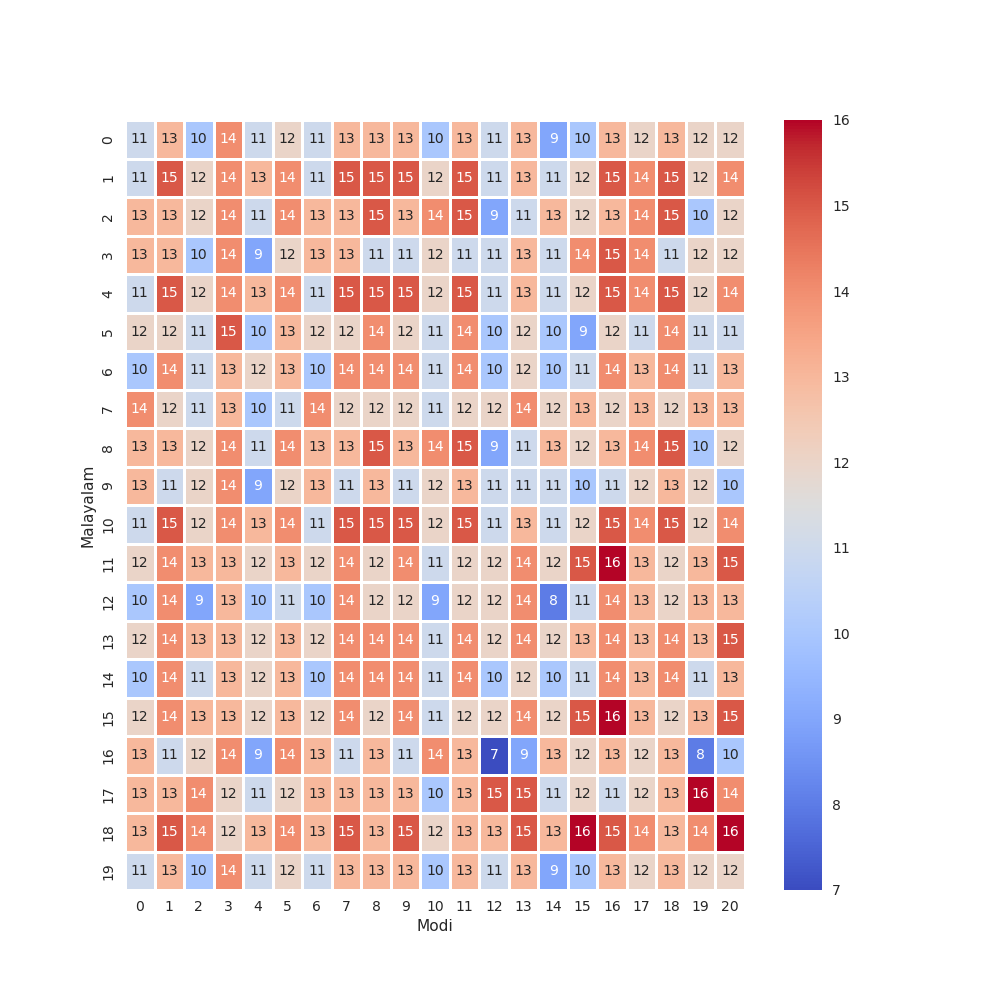 0 11 13 10 14 11 12 11 13 13 13 10 13 11 13 9 10 13 12 13 12 12
1 11 15 12 14 13 14 11 15 15 15 12 15 11 13 11 12 15 14 15 12 14
2 13 13 12 14 11 14 13 13 15 13 14 15 9 11 13 12 13 14 15 10 12
3 13 13 10 14 9 12 13 13 11 11 12 11 11 13 11 14 15 14 11 12 12
4 11 15 12 14 13 14 11 15 15 15 12 15 11 13 11 12 15 14 15 12 14
5 12 12 11 15 10 13 12 12 14 12 11 14 10 12 10 9 12 11 14 11 11
6 10 14 11 13 12 13 10 14 14 14 11 14 10 12 10 11 14 13 14 11 13
7 14 12 11 13 10 11 14 12 12 12 11 12 12 14 12 13 12 13 12 13 13
8 13 13 12 14 11 14 13 13 15 13 14 15 9 11 13 12 13 14 15 10 12
9 13 11 12 14 9 12 13 11 13 11 12 13 11 11 11 10 11 12 13 12 10
10 11 15 12 14 13 14 11 15 15 15 12 15 11 13 11 12 15 14 15 12 14
11 12 14 13 13 12 13 12 14 12 14 11 12 12 14 12 15 16 13 12 13 15
12 10 14 9 13 10 11 10 14 12 12 9 12 12 14 8 11 14 13 12 13 13
13 12 14 13 13 12 13 12 14 14 14 11 14 12 14 12 13 14 13 14 13 15
14 10 14 11 13 12 13 10 14 14 14 11 14 10 12 10 11 14 13 14 11 13
15 12 14 13 13 12 13 12 14 12 14 11 12 12 14 12 15 16 13 12 13 15
16 13 11 12 14 9 14 13 11 13 11 14 13 7 9 13 12 13 12 13 8 10
17 13 13 14 12 11 12 13 13 13 13 10 13 15 15 11 12 11 12 13 16 14
18 13 15 14 12 13 14 13 15 13 15 12 13 13 15 13 16 15 14 13 14 16
19 11 13 10 14 11 12 11 13 13 13 10 13 11 13 9 10 13 12 13 12 12
0 1 2 3 4 5 6 7 8 9 10 11 12 13 14 15 16 17 18 19 20
Modi
Malayalam
16
15
14
13
12
11
10
9
8
7